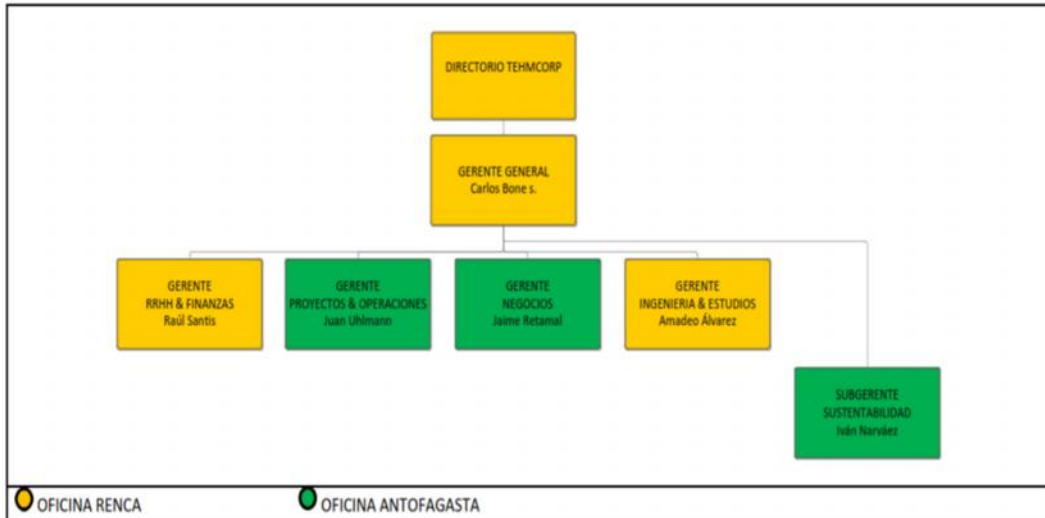 DIRECTORIO TEHMCORP
GERENTE GENERAL
Carlos Bone s.
GERENTE
RRHH & FINANZAS
Raúl Santis
GERENTE
PROYECTOS & OPERACIONES
Juan Uhlmann
GERENTE
NEGOCIOS
Jaime Retamal
GERENTE
INGENIERIA & ESTUDIOS
Amadeo Álvarez
SUBGERENTE
SUSTENTABILIDAD
Iván Narváez
OFICINA RENCA
OFICINA ANTOFAGASTA